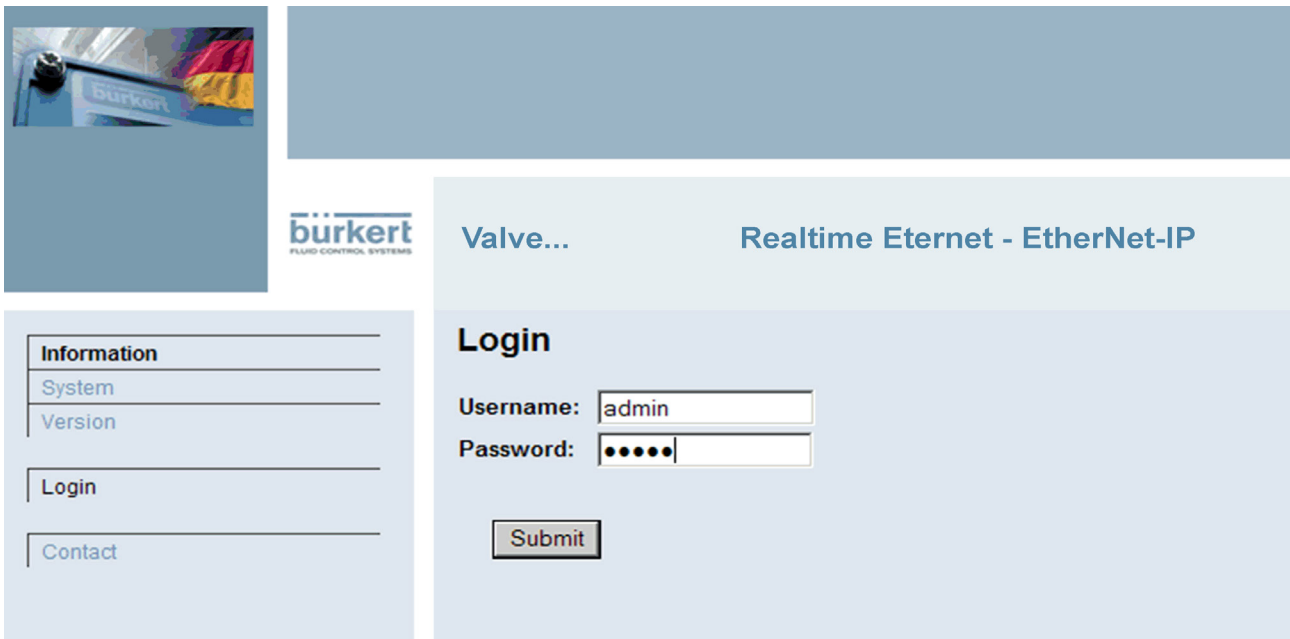 burkert
bürkert
FLUID CONTROL SYSTEMS
Valve...
Realtime Eternet - EtherNet-IP
Information
System
Version
Login
Contact
Login
Username: admin
Password: •••••
Submit